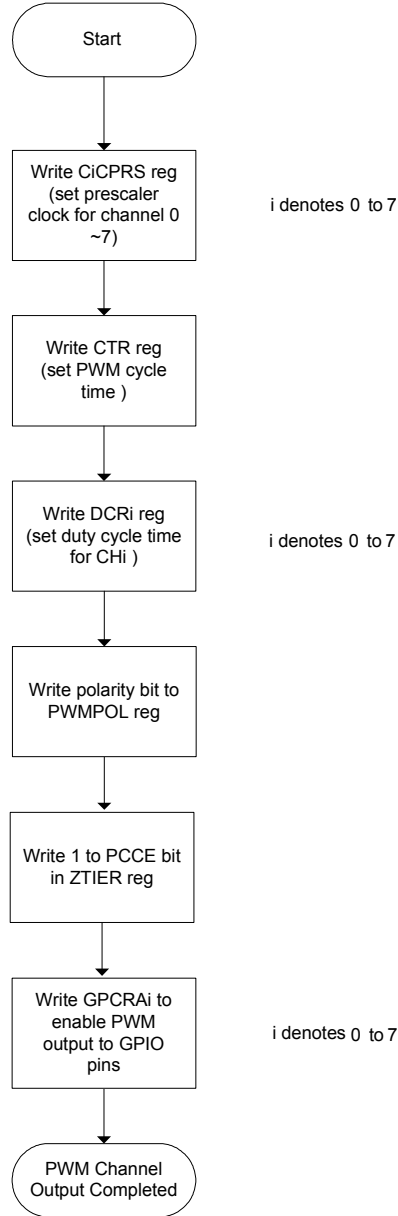 Start
Write CiCPRS reg
(set prescaler
clock for channel 0
~7)
i denotes 0 to 7
Write CTR reg
(set PWM cycle
time )
Write DCRi reg
(set duty cycle time
for CHi )
i denotes 0 to 7
Write polarity bit to
PWMPOL reg
Write 1 to PCCE bit
in ZTIER reg
Write GPCRAi to
enable PWM
output to GPIO
pins
i denotes 0 to 7
PWM Channel
Output Completed